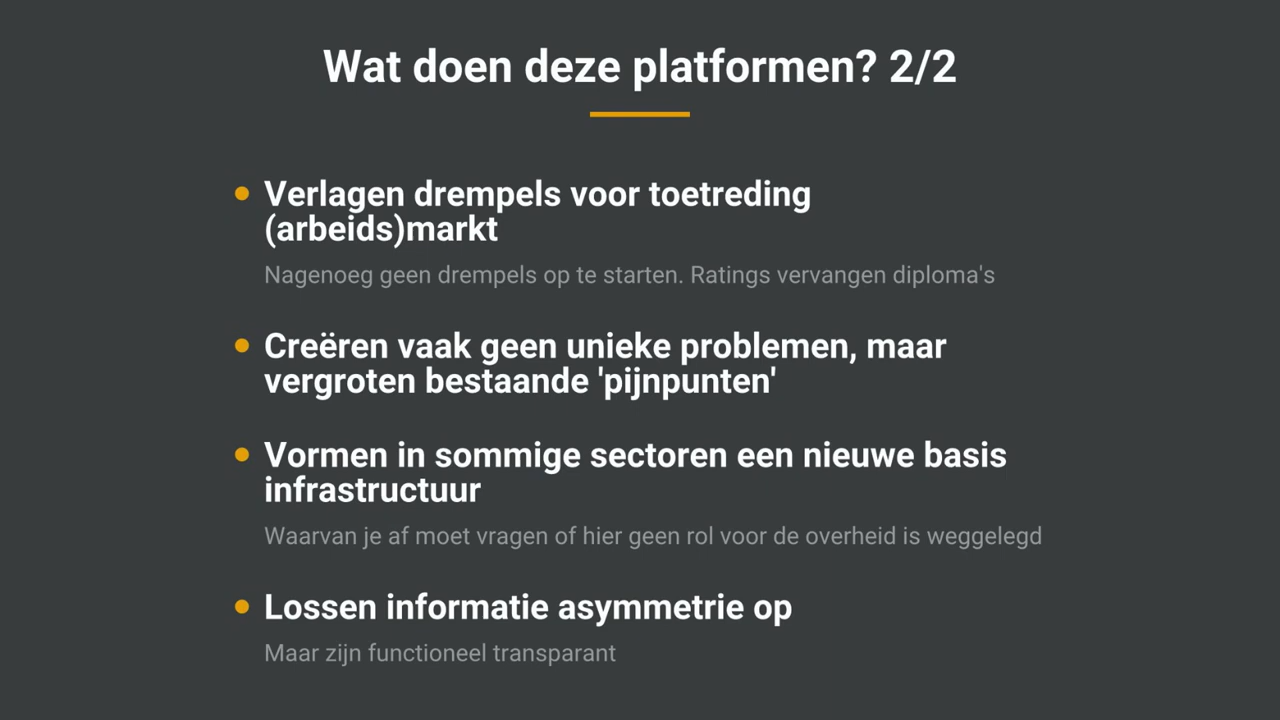 Wat doen deze platformen? 2/2
Verlagen drempels voor toetreding
(arbeids)markt
Nagenoeg geen drempels op te starten. Ratings vervangen diploma's
Creëren vaak geen unieke problemen, maar
vergroten bestaande 'pijnpunten'
Vormen in sommige sectoren een nieuwe basis
infrastructuur
Waarvan je af moet vragen of hier geen rol voor de overheid is weggelegd
Lossen informatie asymmetrie op
Maar zijn functioneel transparant